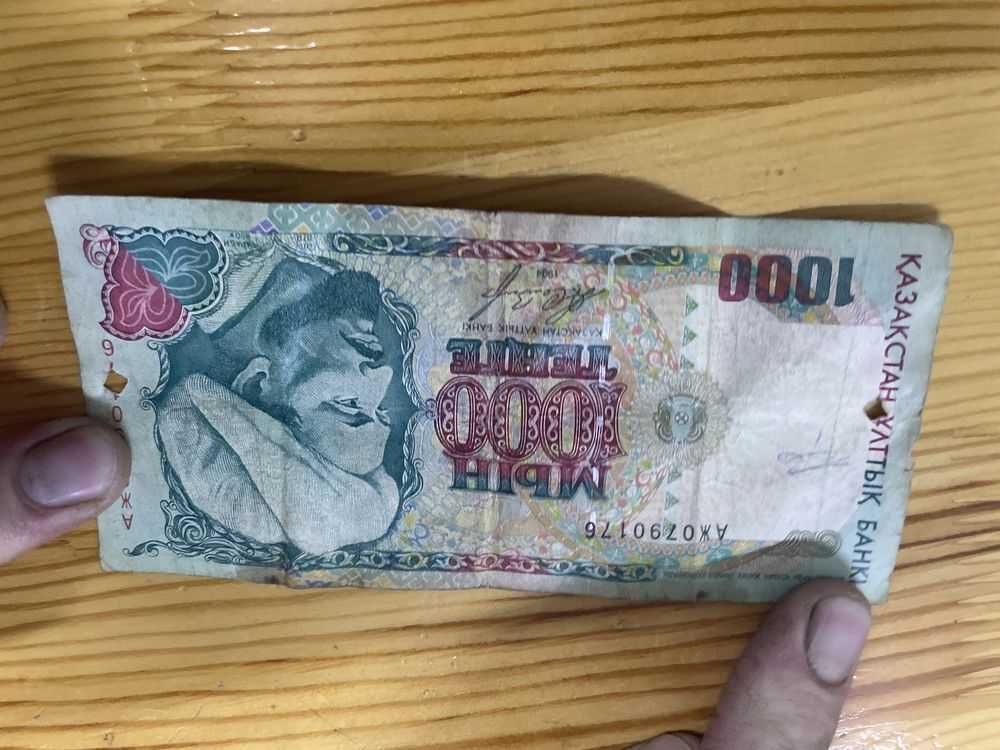 ҚАЗАҚСТАН ҰЛТТЫҚ БАНКІ
АЖ0790176
МЫҢ
1000
ТЕҢГЕ
ҚАЗАҚСТАН ҰЛТТЫҚ БАНКІ
1994
1000